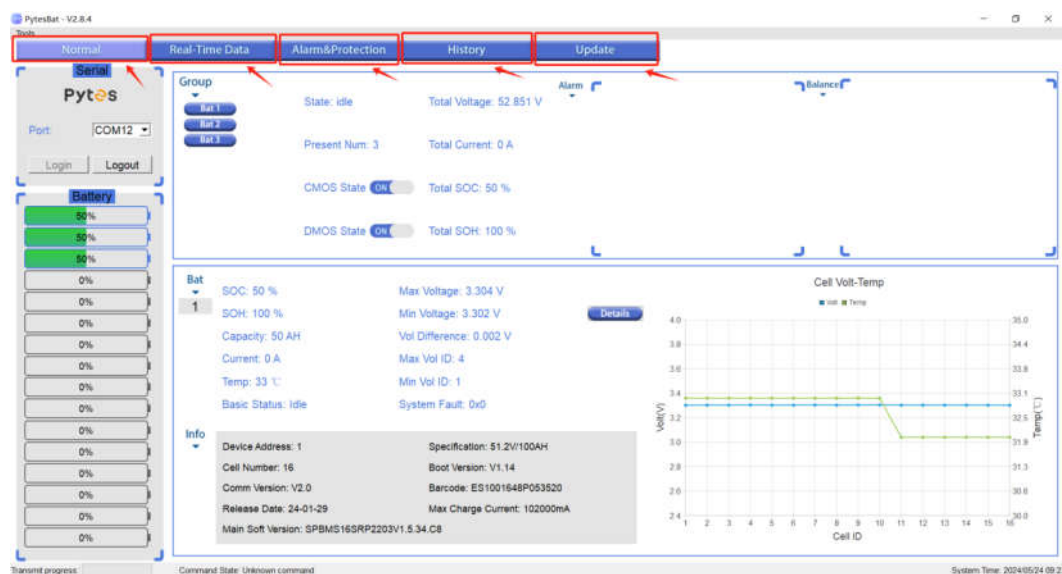 PytesBat - V2.8.4
Tools
Normal
Real-Time Data
Alarm&Protection
History
Update
Serial
Pytes
Port:
COM12
Login
Logout
Battery
50%
50%
50%
0%
0%
0%
0%
0%
0%
0%
0%
0%
0%
0%
0%
0%
Group
Bat 1
Bat 2
Bat 3
State: idle
Total Voltage: 52.851 V
Present Num: 3
Total Current: 0 A
CMOS State ON
Total SOC: 50 %
DMOS State ON
Total SOH: 100 %
Alarm
Balance
Bat
1
SOC: 50 %
Max Voltage: 3.304 V
SOH: 100 %
Min Voltage: 3.302 V
Capacity: 50 AH
Vol Difference: 0.002 V
Current: 0 A
Max Vol ID: 4
Temp: 33 ℃
Min Vol ID: 1
Basic Status: Idle
System Fault: 0x0
Details
Info
Device Address: 1
Specification: 51.2V/100AH
Cell Number: 16
Boot Version: V1.14
Comm Version: V2.0
Barcode: ES1001648P053520
Release Date: 24-01-29
Max Charge Current: 102000mA
Main Soft Version: SPBMS16SRP2203V1.5.34.C8
Cell Volt-Temp
Volt Temp
4.0
3.8
3.6
3.4
3.2
3.0
2.8
2.6
2.4
Volt(V)
35.0
34.4
33.8
33.1
32.5
31.9
31.3
30.6
30.0
Temp(℃)
1 2 3 4 5 6 7 8 9 10 11 12 13 14 15 16
Cell ID
Transmit progress:
Command State: Unknown command
System Time: 2024/05/24 09:3